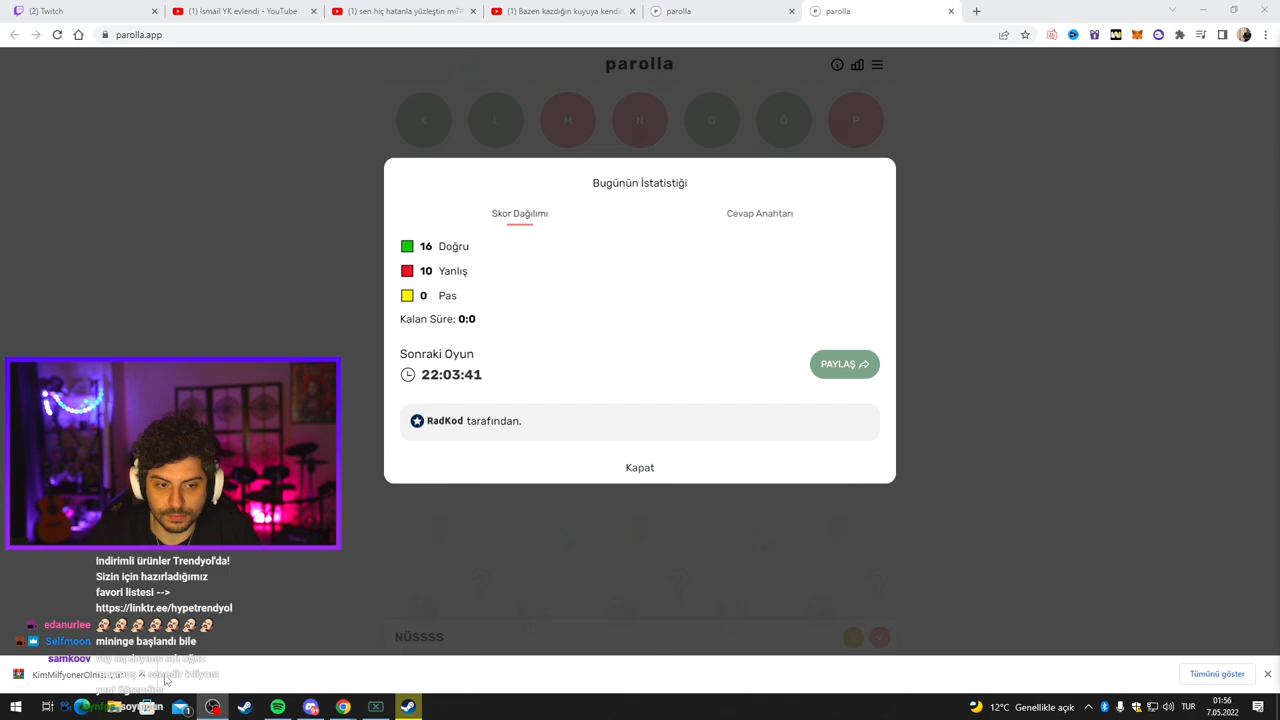 (2) Twitch
(1) İsmail YK evlendi - YouTube
(1) sen hiç hatanla yüzleştin mi?#
(1) Bazen kazdığın kuyuya kendi
parolla
parolla
parolla.app
parolla
K L M N O Ö P
Bugünün İstatistiği
Skor Dağılımı
Cevap Anahtarı
16 Doğru
10 Yanlış
0 Pas
Kalan Süre: 0:0
Sonraki Oyun
22:03:41
PAYLAŞ
RadKod tarafından.
Kapat
NÜSSSS
indirimli ürünler Trendyol'da!
Sizin için hazırladığımız
favori listesi -->
https://linktr.ee/hypetrendyol
edanurlee
Selfmoon mininge başlandı bile
samkoov
Tümünü göster
12°C Genellikle açık
TUR
01:56
7.05.2022